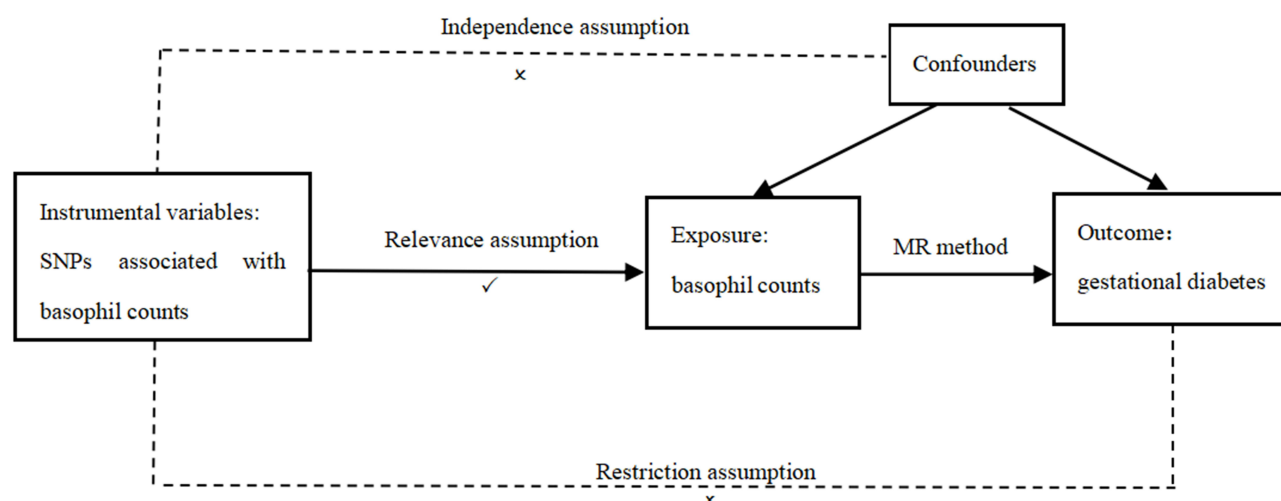 Independence assumption
×
Confounders
Instrumental variables:
SNPs associated with
basophil counts
Relevance assumption
✓
Exposure:
basophil counts
MR method
Outcome：
gestational diabetes
Restriction assumption
×